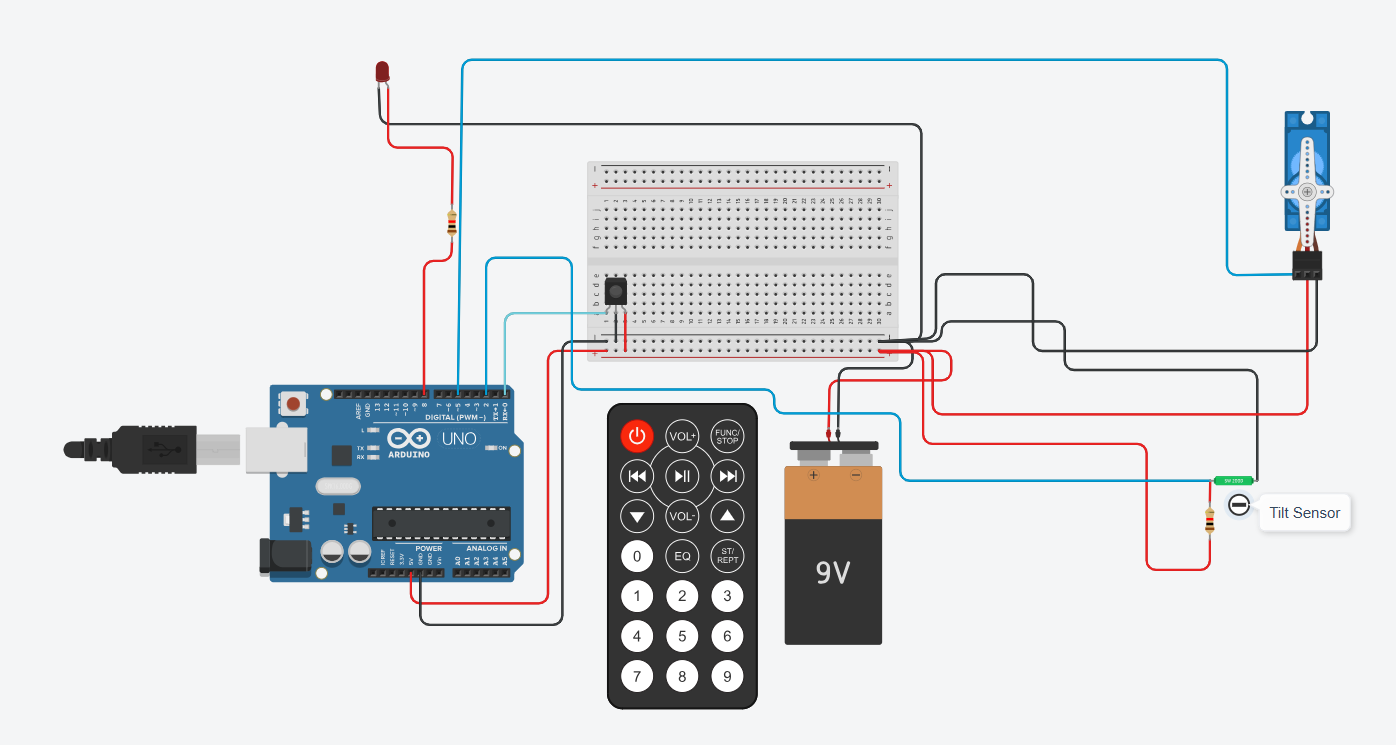 AREF
GND
13
12
~11
~10
~9
8
7
~6
~5
4
~3
2
TX→1
RX←0
DIGITAL (PWM~)
L
TX
RX
UNO
ARDUINO
ON
POWER
ANALOG IN
IOREF
RESET
3.3V
5V
GND
GND
VIN
A0
A1
A2
A3
A4
A5
j
i
h
g
f
e
d
c
b
a
VOL+
FUNC/
STOP
VOL-
0
EQ
ST/
REPT
1 2 3
4 5 6
7 8 9
+ −
9V
Tilt Sensor